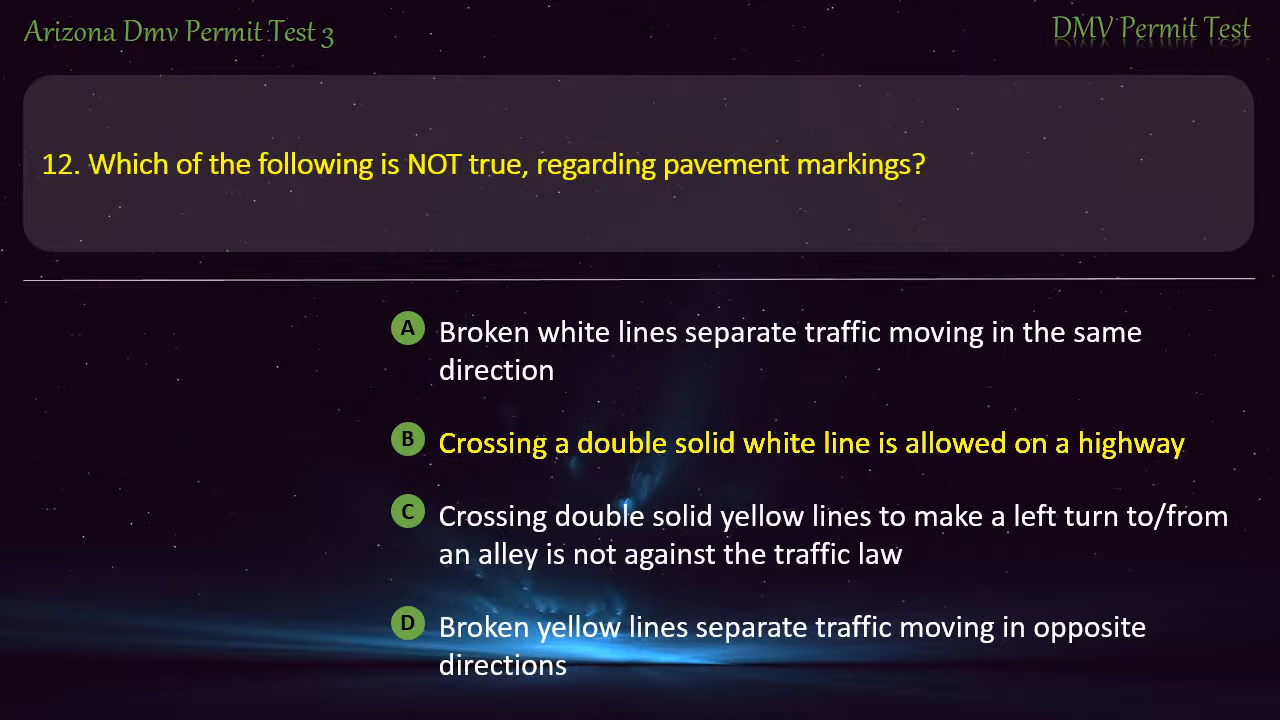 Arizona Dmv Permit Test 3
DMV Permit Test
12. Which of the following is NOT true, regarding pavement markings?
A Broken white lines separate traffic moving in the same
direction
B Crossing a double solid white line is allowed on a highway
C Crossing double solid yellow lines to make a left turn to/from
an alley is not against the traffic law
D Broken yellow lines separate traffic moving in opposite
directions